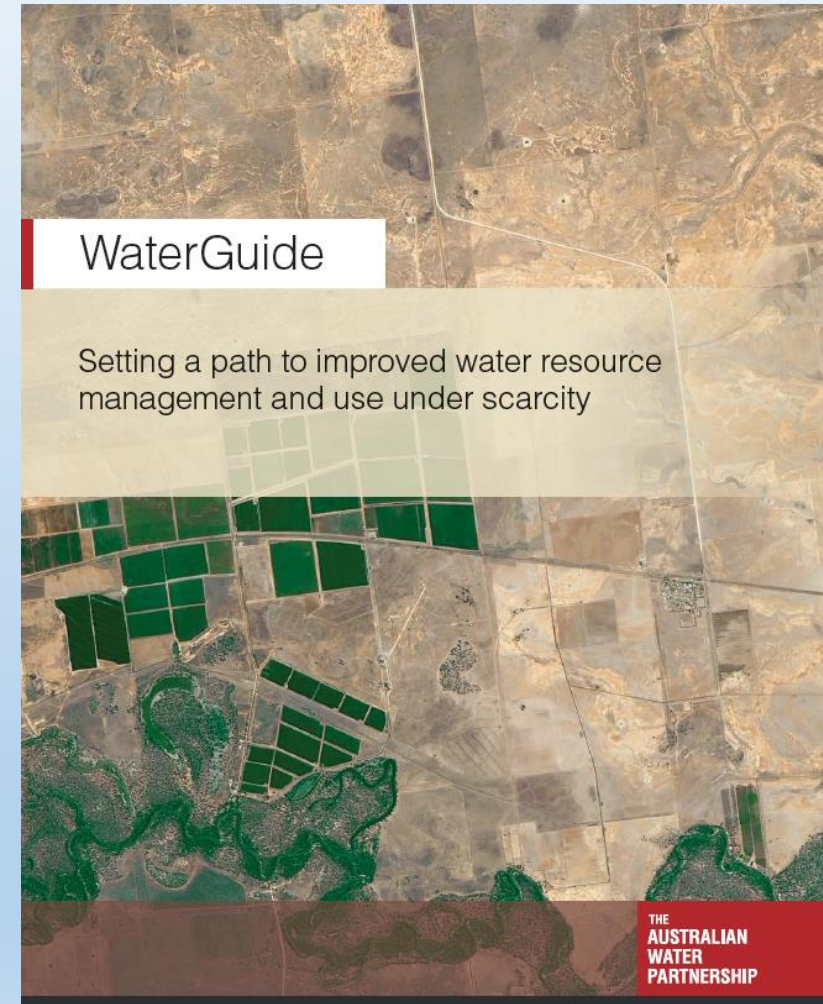 WaterGuide
Setting a path to improved water resource
management and use under scarcity
THE
AUSTRALIAN
WATER
PARTNERSHIP